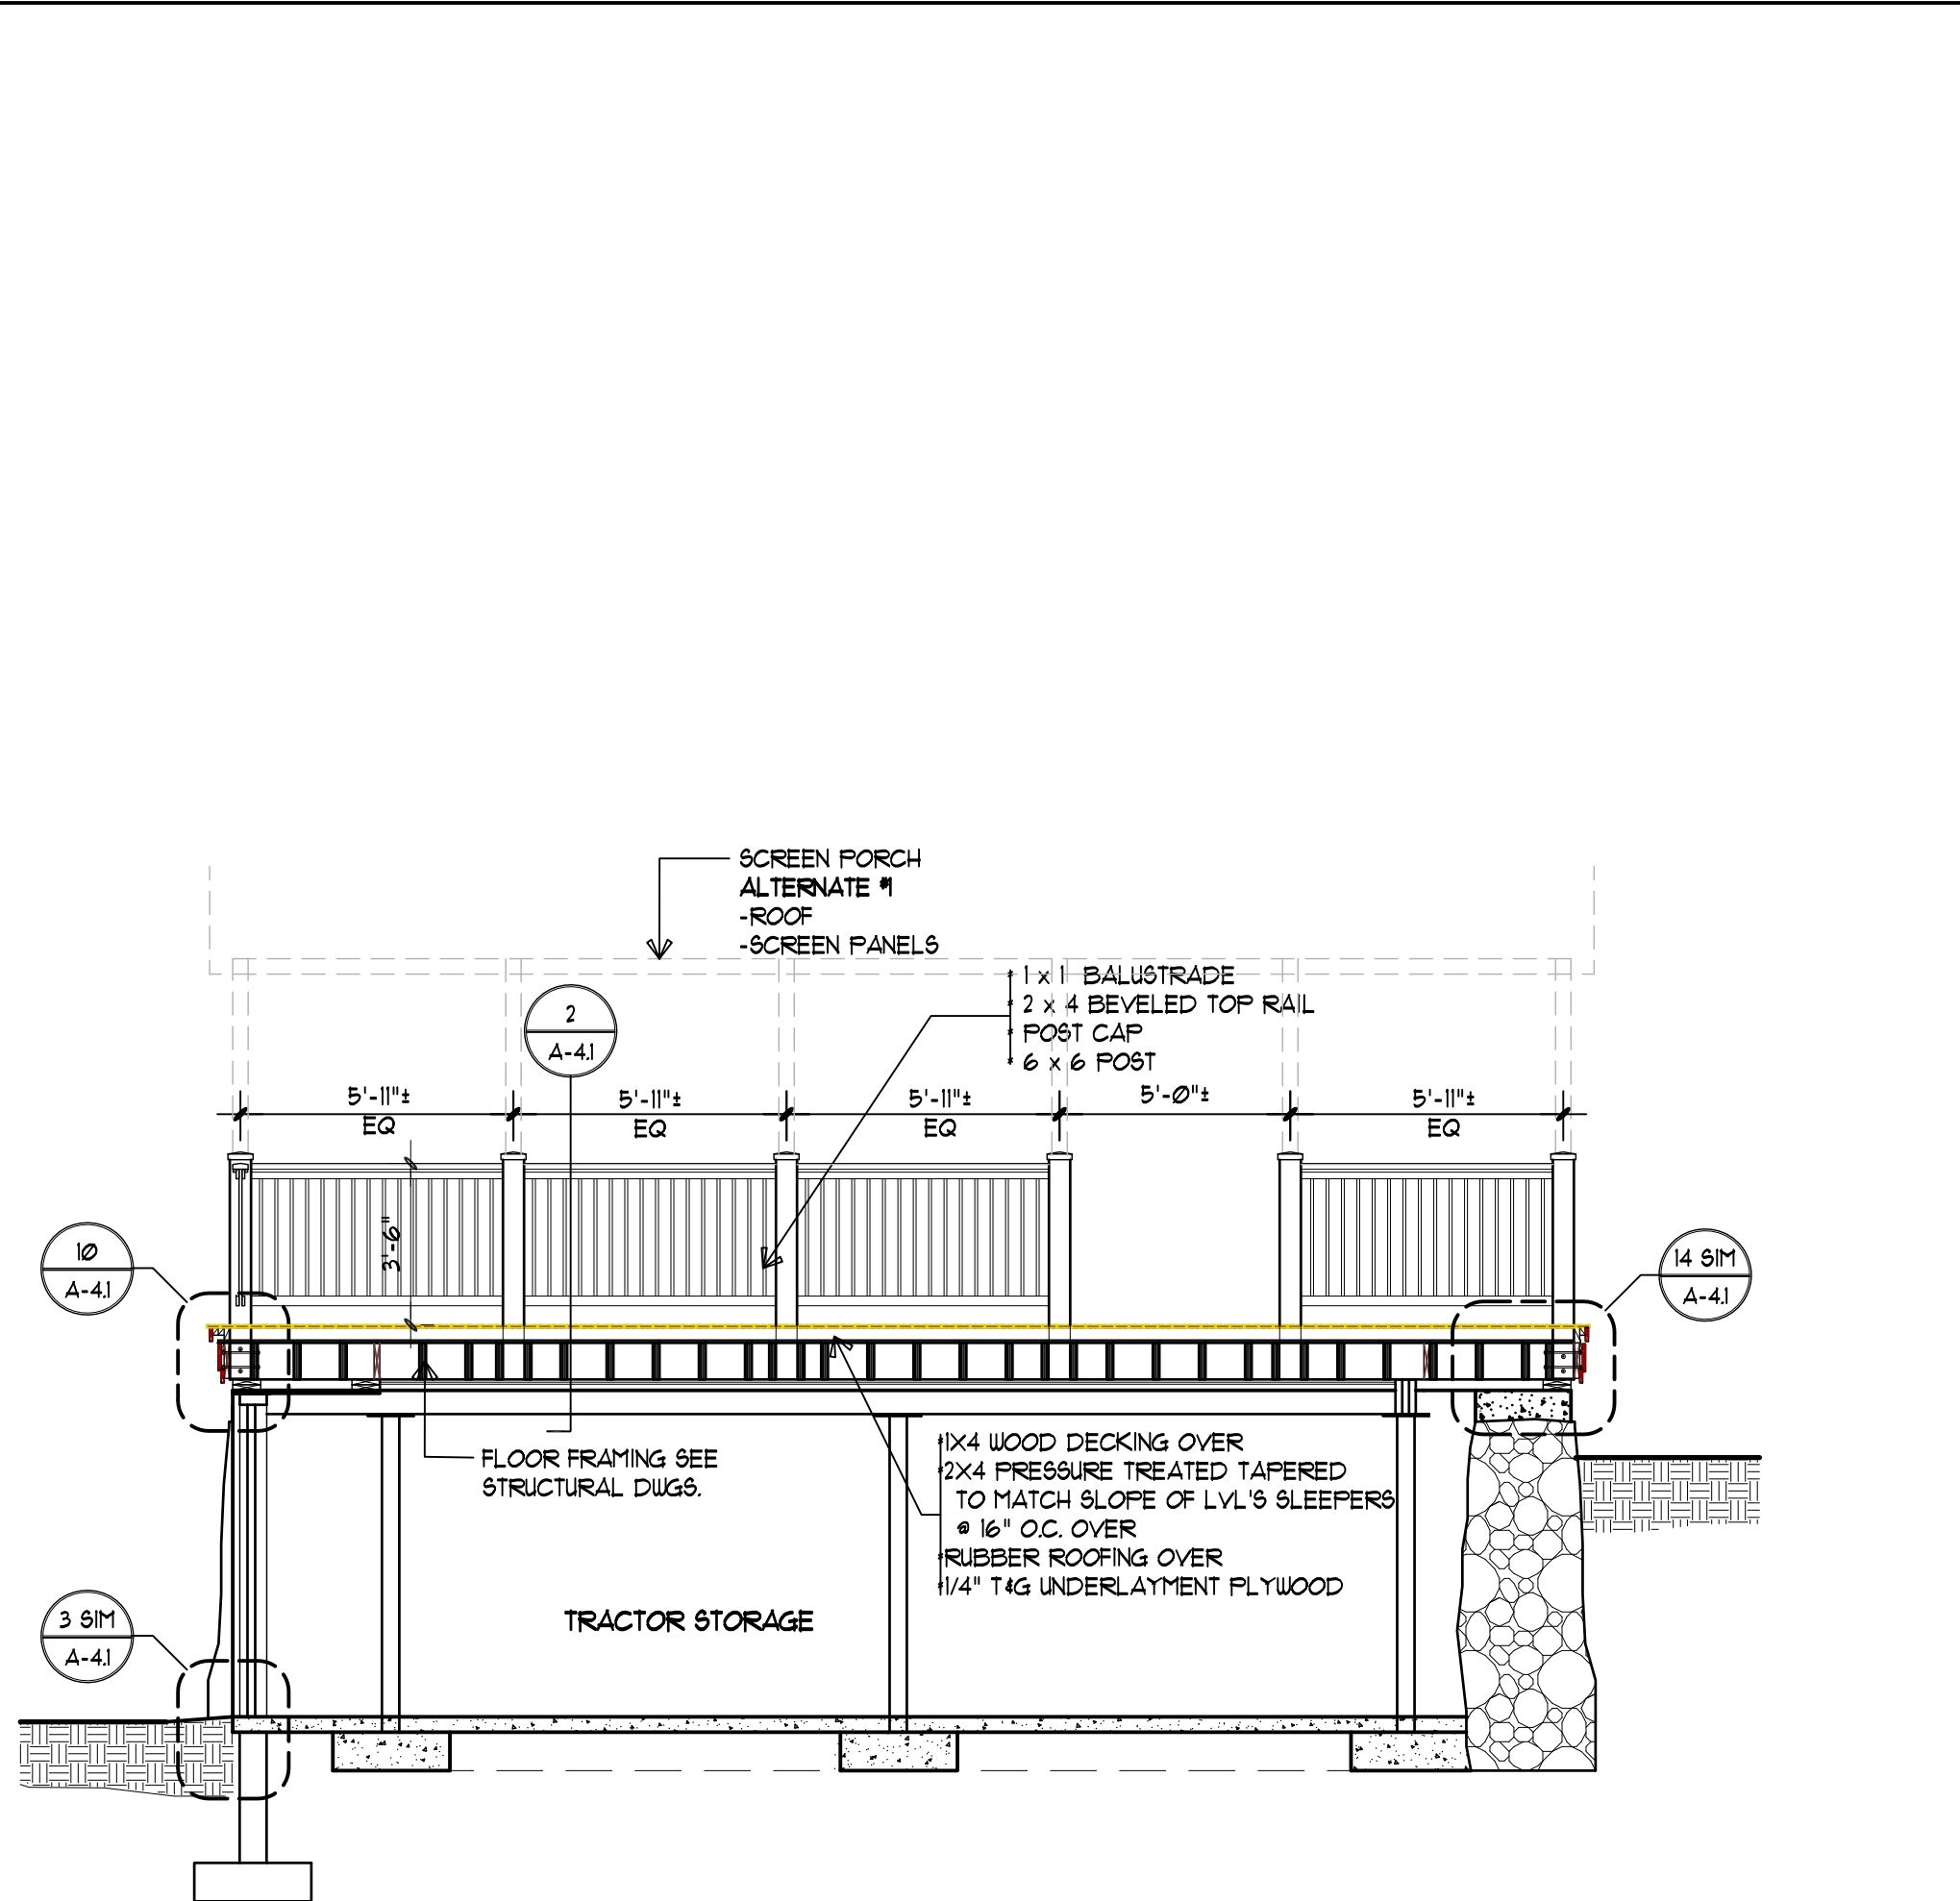 SCREEN PORCH
ALTERNATE #1
-ROOF
-SCREEN PANELS
1 x 1 BALUSTRADE
2 x 4 BEVELED TOP RAIL
POST CAP
6 x 6 POST
2
A-4.1
5'-11"±
EQ
5'-11"±
EQ
5'-11"±
EQ
5'-0"±
5'-11"±
EQ
3'-6"
10
A-4.1
14 SIM
A-4.1
FLOOR FRAMING SEE
STRUCTURAL DWGS.
1X4 WOOD DECKING OVER
2X4 PRESSURE TREATED TAPERED
TO MATCH SLOPE OF LVL'S SLEEPERS
@ 16" O.C. OVER
RUBBER ROOFING OVER
1/4" T&G UNDERLAYMENT PLYWOOD
TRACTOR STORAGE
3 SIM
A-4.1